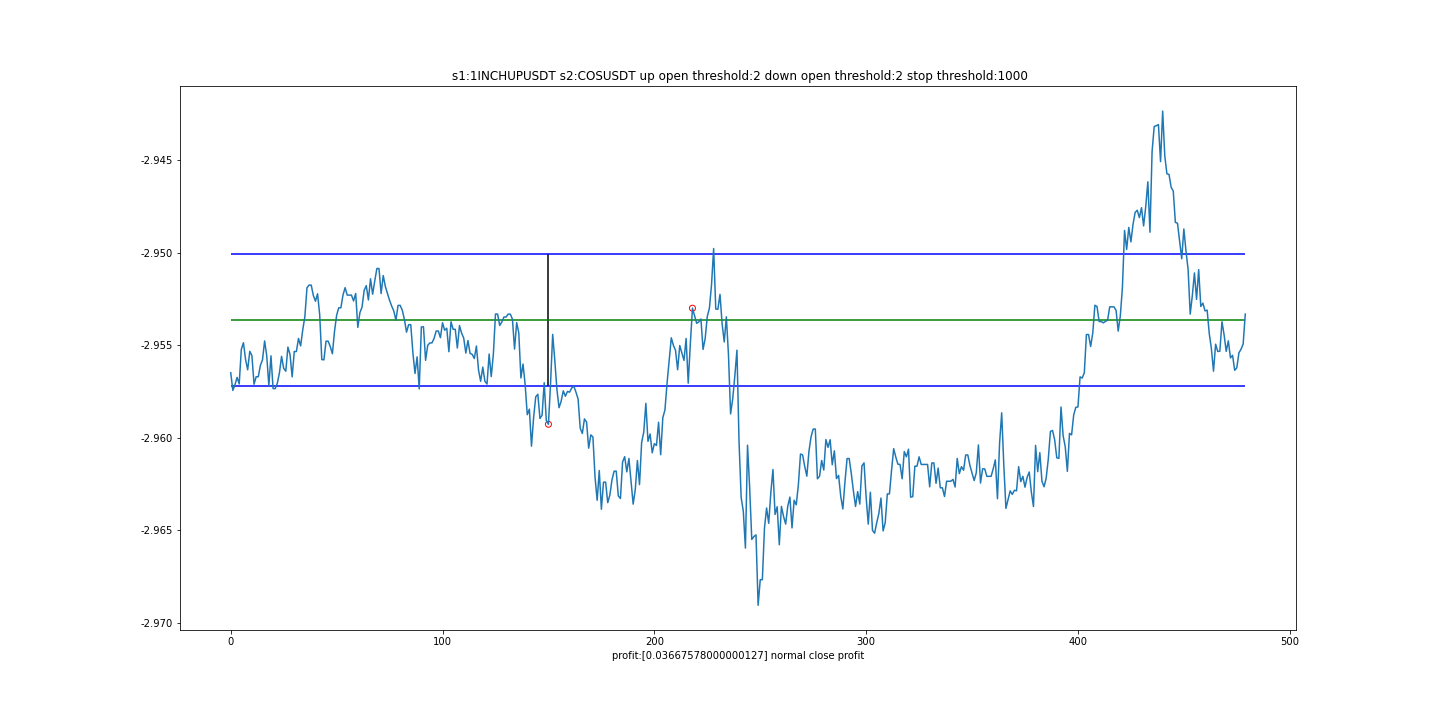 s1:1INCHUPUSDT s2:COSUSDT up open threshold:2 down open threshold:2 stop threshold:1000
-2.945
-2.950
-2.955
-2.960
-2.965
-2.970
0 100 200 300 400 500
profit:[0.03667578000000127] normal close profit